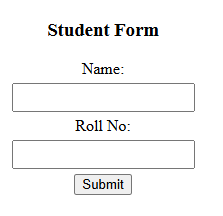 Student Form
Name:
Roll No:
Submit